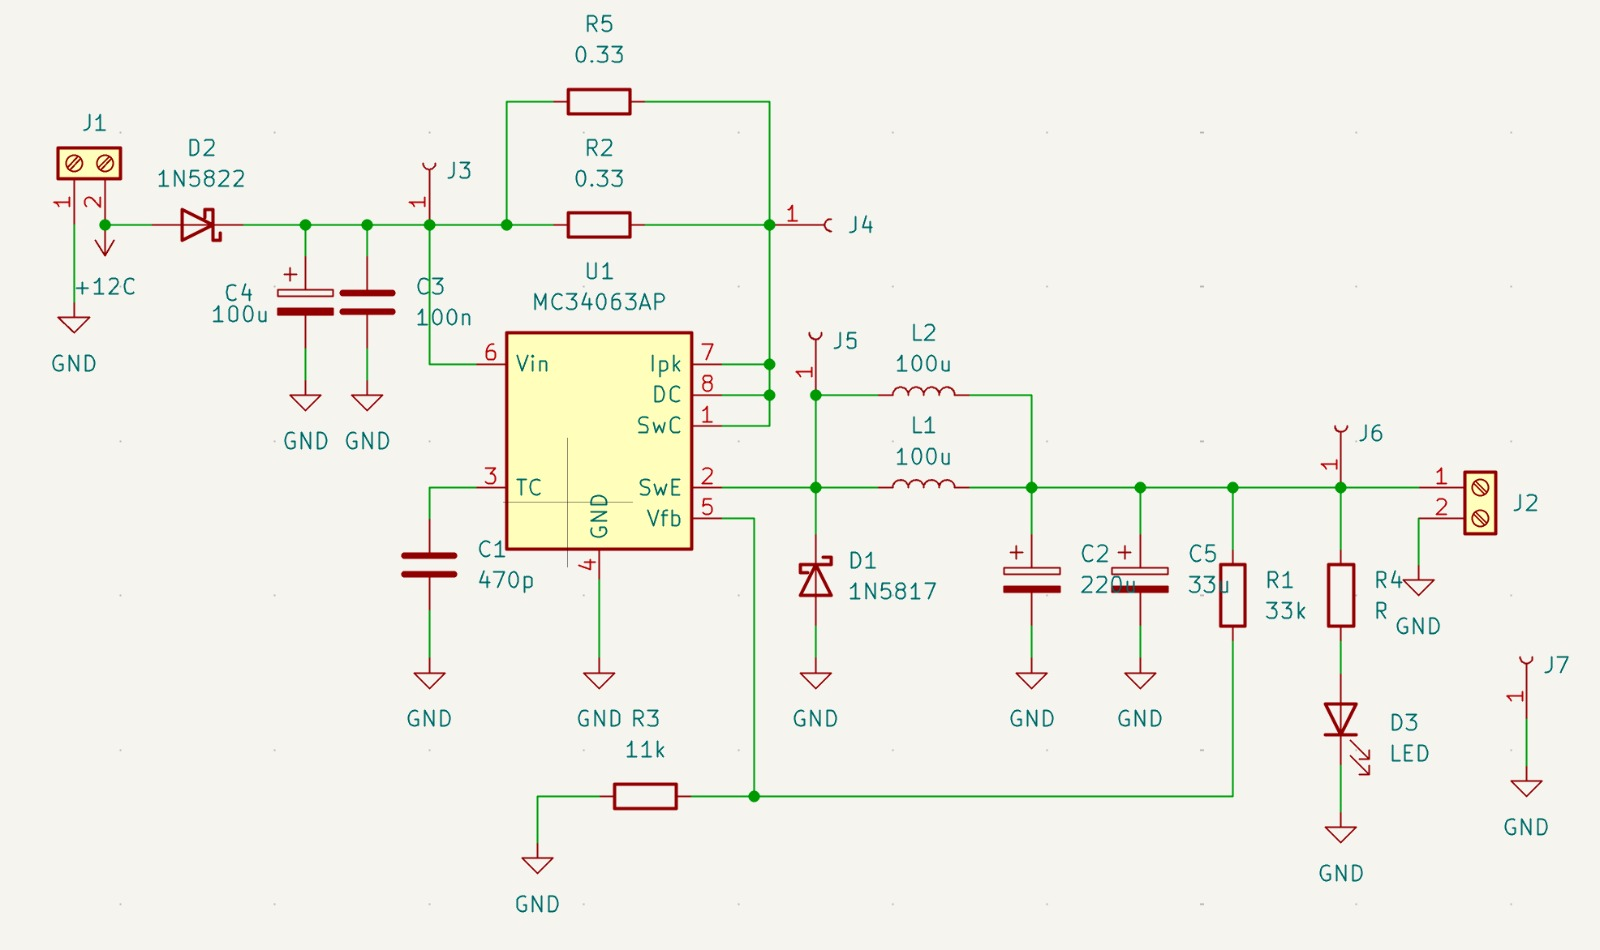 R5
0.33
J1
D2
1N5822
1
2
+12C
GND
J3
1
R2
0.33
1
J4
C4
100u
C3
100n
GND
GND
U1
MC34063AP
6
Vin
Ipk
7
DC
8
SwC
1
3
TC
SwE
2
Vfb
5
GND
4
C1
470p
GND
GND
J5
1
L2
100u
L1
100u
D1
1N5817
GND
C2
220u
GND
C5
33u
GND
R1
33k
J6
1
R4
R
1
2
J2
GND
D3
LED
GND
J7
1
GND
R3
11k
GND